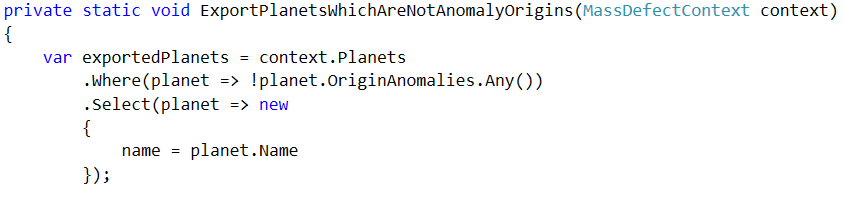 private static void ExportPlanetsWhichAreNotAnomalyOrigins(MassDefectContext context)
{
    var exportedPlanets = context.Planets
        .Where(planet => !planet.OriginAnomalies.Any())
        .Select(planet => new
        {
            name = planet.Name
        });